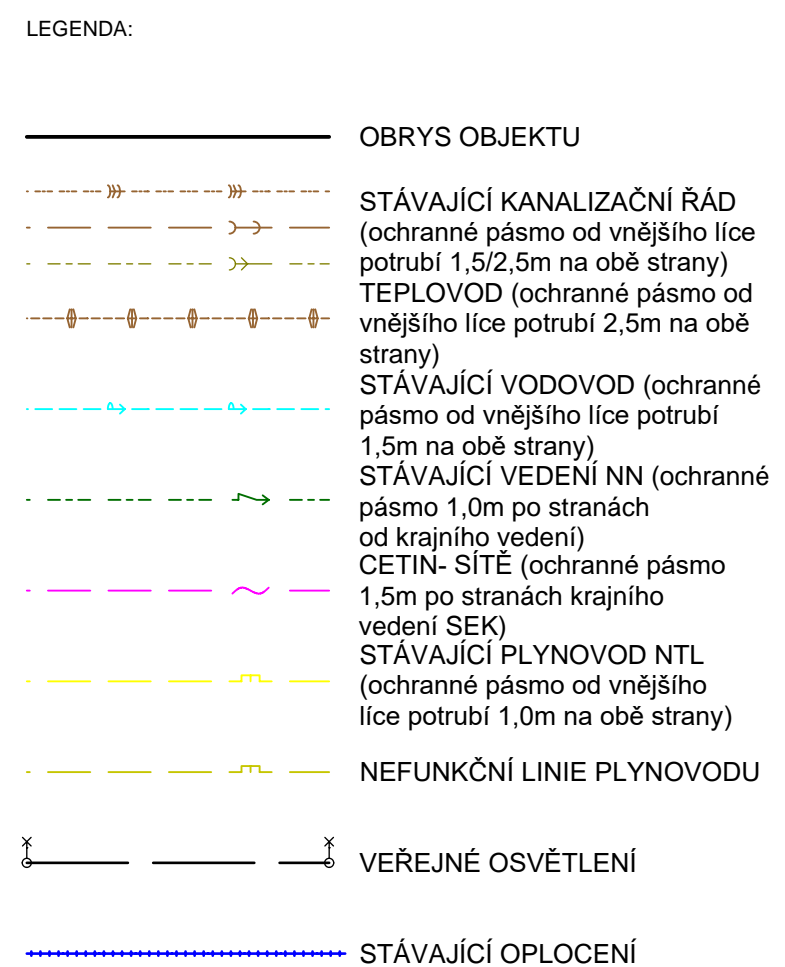 LEGENDA:
OBRYS OBJEKTU
STÁVAJÍCÍ KANALIZAČNÍ ŘÁD
(ochranné pásmo od vnějšího líce
potrubí 1,5/2,5m na obě strany)
TEPLOVOD (ochranné pásmo od
vnějšího líce potrubí 2,5m na obě
strany)
STÁVAJÍCÍ VODOVOD (ochranné
pásmo od vnějšího líce potrubí
1,5m na obě strany)
STÁVAJÍCÍ VEDENÍ NN (ochranné
pásmo 1,0m po stranách
od krajního vedení)
CETIN- SÍTĚ (ochranné pásmo
1,5m po stranách krajního
vedení SEK)
STÁVAJÍCÍ PLYNOVOD NTL
(ochranné pásmo od vnějšího
líce potrubí 1,0m na obě strany)
NEFUNKČNÍ LINIE PLYNOVODU
VEŘEJNÉ OSVĚTLENÍ
STÁVAJÍCÍ OPLOCENÍ